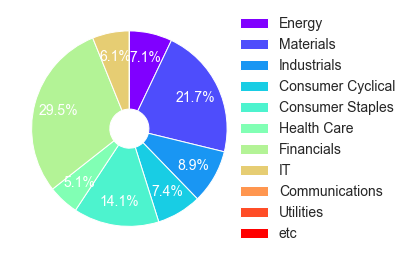 Energy
Materials
Industrials
Consumer Cyclical
Consumer Staples
Health Care
Financials
IT
Communications
Utilities
etc
7.1%
21.7%
8.9%
7.4%
14.1%
5.1%
29.5%
6.1%